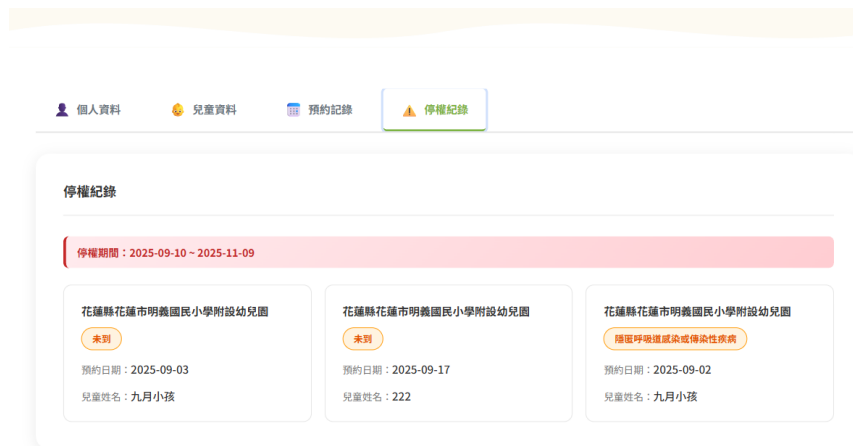 個人資料
兒童資料
預約記錄
停權紀錄
停權紀錄
停權期間：2025-09-10 ~ 2025-11-09
花蓮縣花蓮市明義國民小學附設幼兒園
未到
預約日期：2025-09-03
兒童姓名：九月小孩
花蓮縣花蓮市明義國民小學附設幼兒園
未到
預約日期：2025-09-17
兒童姓名：222
花蓮縣花蓮市明義國民小學附設幼兒園
隱匿呼吸道感染或傳染性疾病
預約日期：2025-09-02
兒童姓名：九月小孩